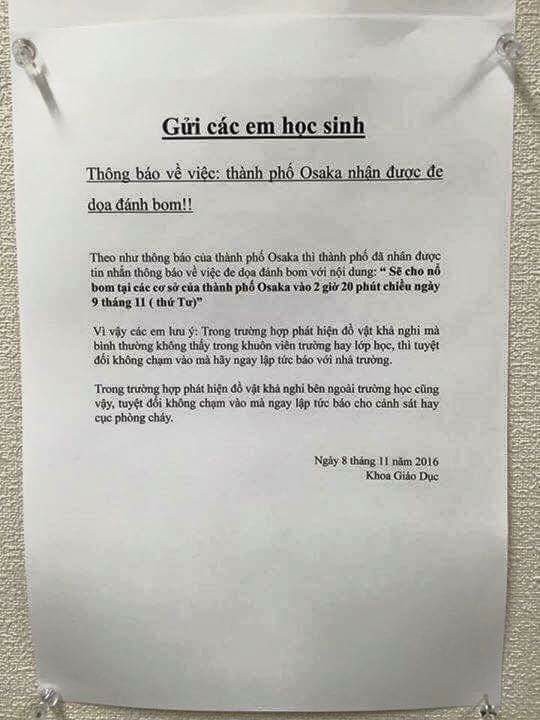 Gửi các em học sinh
Thông báo về việc: thành phố Osaka nhận được đe
dọa đánh bom!!
Theo như thông báo của thành phố Osaka thì thành phố đã nhận được
tin nhắn thông báo về việc đe dọa đánh bom với nội dung: “ Sẽ cho nổ
bom tại các cơ sở của thành phố Osaka vào 2 giờ 20 phút chiều ngày
9 tháng 11 ( thứ Tư)”
Vì vậy các em lưu ý: Trong trường hợp phát hiện đồ vật khả nghi mà
bình thường không thấy trong khuôn viên trường hay lớp học, thì tuyệt
đối không chạm vào mà hãy ngay lập tức báo với nhà trường.
Trong trường hợp phát hiện đồ vật khả nghi bên ngoài trường học cũng
vậy, tuyệt đối không chạm vào mà ngay lập tức báo cho cảnh sát hay
cục phòng cháy.
Ngày 8 tháng 11 năm 2016
Khoa Giáo Dục